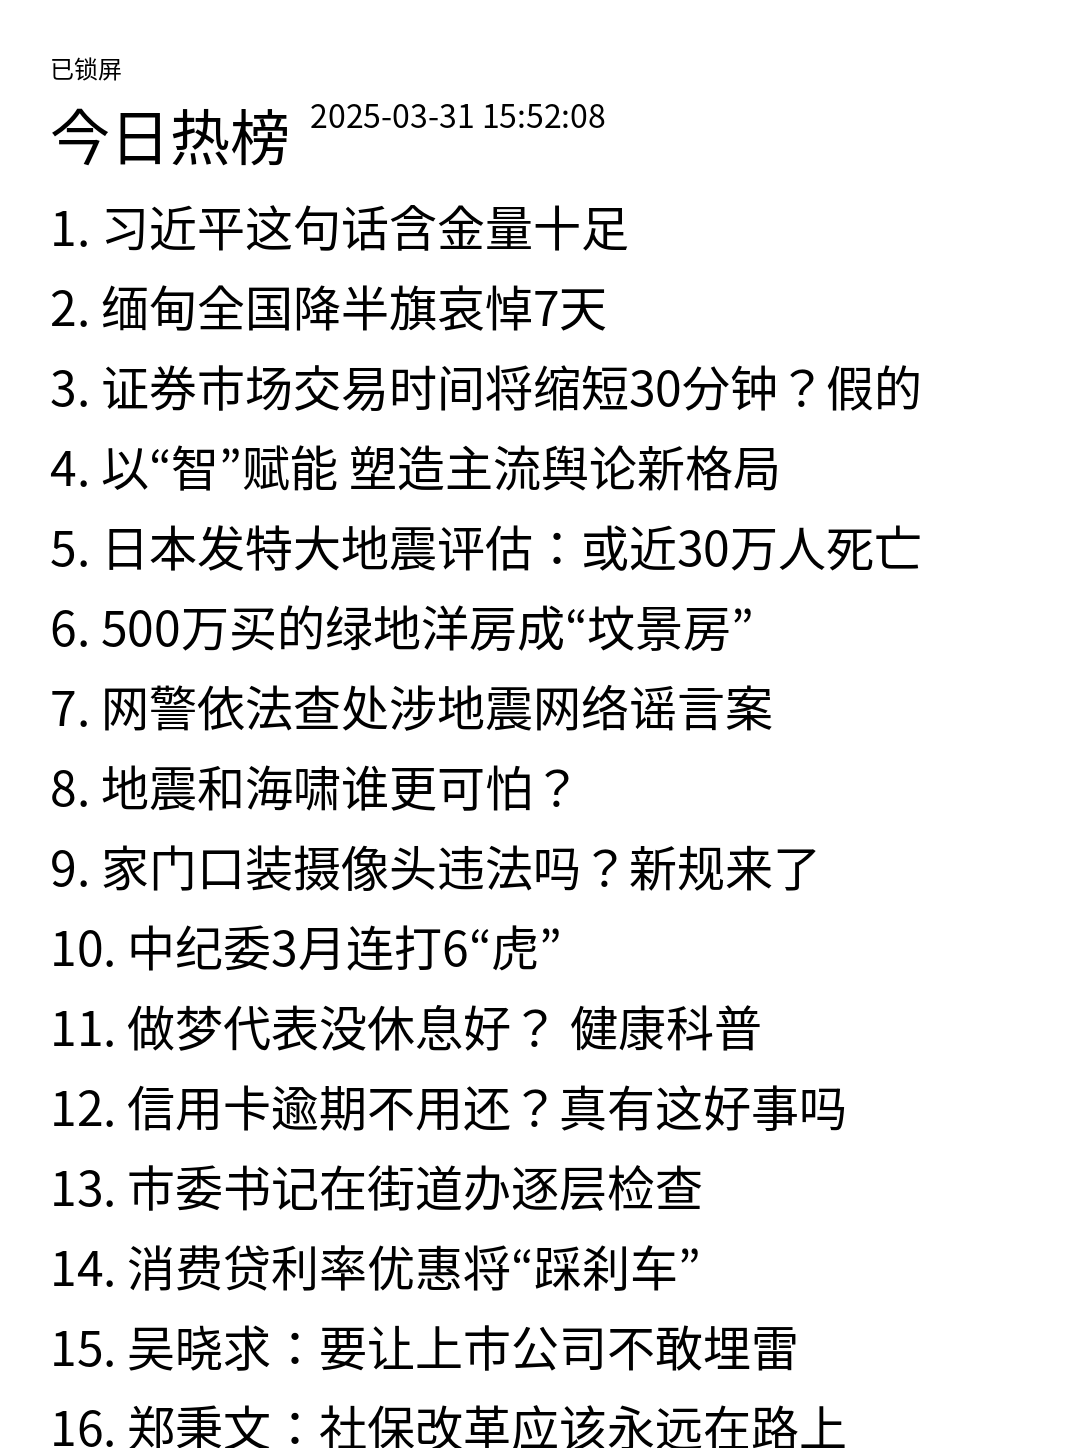 已锁屏
今日热榜 2025-03-31 15:52:08
1. 习近平这句话含金量十足
2. 缅甸全国降半旗哀悼7天
3. 证券市场交易时间将缩短30分钟？假的
4. 以“智”赋能 塑造主流舆论新格局
5. 日本发特大地震评估：或近30万人死亡
6. 500万买的绿地洋房成“坟景房”
7. 网警依法查处涉地震网络谣言案
8. 地震和海啸谁更可怕？
9. 家门口装摄像头违法吗？新规来了
10. 中纪委3月连打6“虎”
11. 做梦代表没休息好？ 健康科普
12. 信用卡逾期不用还？真有这好事吗
13. 市委书记在街道办逐层检查
14. 消费贷利率优惠将“踩刹车”
15. 吴晓求：要让上市公司不敢埋雷
16. 郑秉文：社保改革应该永远在路上